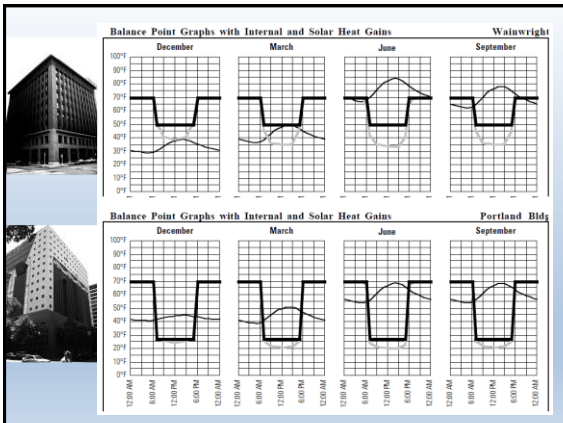 Balance Point Graphs with Internal and Solar Heat Gains Wainwright
December March June September
100°F
90°F
80°F
70°F
60°F
50°F
40°F
30°F
20°F
10°F
0°F
Balance Point Graphs with Internal and Solar Heat Gains Portland Bldg
December March June September
100°F
90°F
80°F
70°F
60°F
50°F
40°F
30°F
20°F
10°F
0°F
12:00 AM 6:00 AM 12:00 PM 6:00 PM 12:00 AM 12:00 AM 6:00 AM 12:00 PM 6:00 PM 12:00 AM 12:00 AM 6:00 AM 12:00 PM 6:00 PM 12:00 AM 12:00 AM 6:00 AM 12:00 PM 6:00 PM 12:00 AM